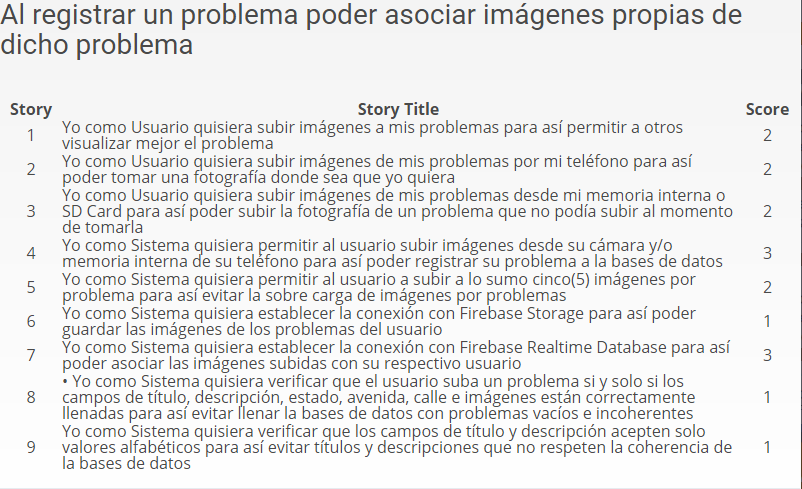 Al registrar un problema poder asociar imágenes propias de
dicho problema
Story Story Title Score
1 Yo como Usuario quisiera subir imágenes a mis problemas para así permitir a otros
visualizar mejor el problema 2
2 Yo como Usuario quisiera subir imágenes de mis problemas por mi teléfono para así
poder tomar una fotografía donde sea que yo quiera 2
3 Yo como Usuario quisiera subir imágenes de mis problemas desde mi memoria interna o
SD Card para así poder subir la fotografía de un problema que no podía subir al momento
de tomarla 2
4 Yo como Sistema quisiera permitir al usuario subir imágenes desde su cámara y/o
memoria interna de su teléfono para así poder registrar su problema a la bases de datos 3
5 Yo como Sistema quisiera permitir al usuario a subir a lo sumo cinco(5) imágenes por
problema para así evitar la sobre carga de imágenes por problemas 2
6 Yo como Sistema quisiera establecer la conexión con Firebase Storage para así poder
guardar las imágenes de los problemas del usuario 1
7 Yo como Sistema quisiera establecer la conexión con Firebase Realtime Database para así
poder asociar las imágenes subidas con su respectivo usuario 3
8 • Yo como Sistema quisiera verificar que el usuario suba un problema si y solo si los
campos de título, descripción, estado, avenida, calle e imágenes están correctamente
llenadas para así evitar llenar la bases de datos con problemas vacíos e incoherentes 1
9 Yo como Sistema quisiera verificar que los campos de título y descripción acepten solo
valores alfabéticos para así evitar títulos y descripciones que no respeten la coherencia de
la bases de datos 1